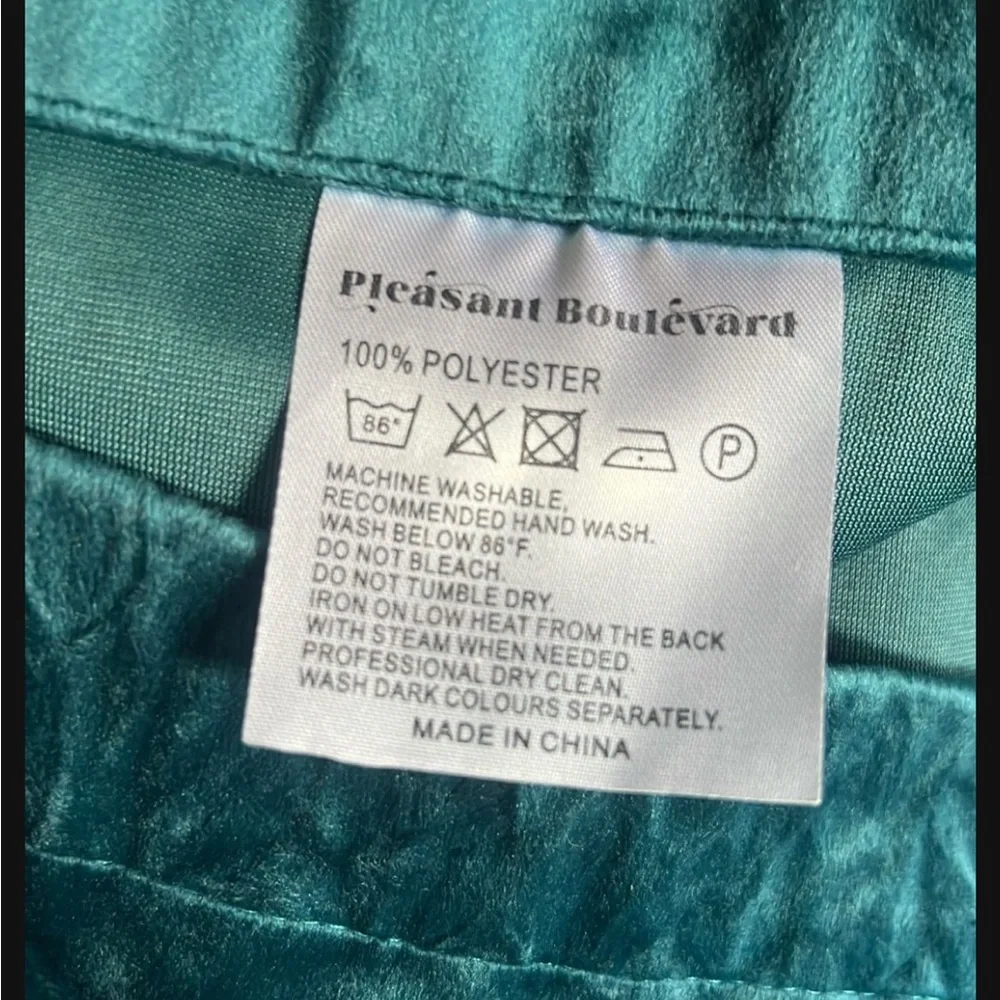 Pleásant Boulévard
100% POLYESTER
86° P
MACHINE WASHABLE,
RECOMMENDED HAND WASH.
WASH BELOW 86°F.
DO NOT BLEACH.
DO NOT TUMBLE DRY.
IRON ON LOW HEAT FROM THE BACK
WITH STEAM WHEN NEEDED.
PROFESSIONAL DRY CLEAN.
WASH DARK COLOURS SEPARATELY.
MADE IN CHINA